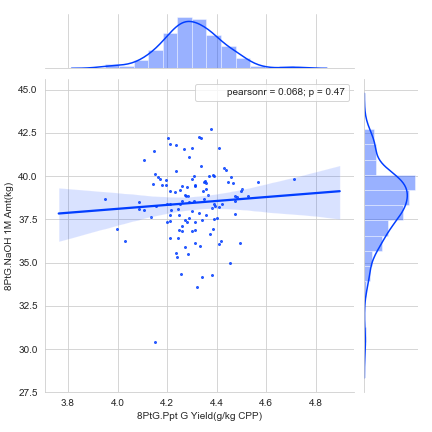 pearsonr = 0.068; p = 0.47
45.0
42.5
40.0
37.5
35.0
32.5
30.0
27.5
8PtG.NaOH 1M Amt(kg)
3.8 4.0 4.2 4.4 4.6 4.8
8PtG.Ppt G Yield(g/kg CPP)